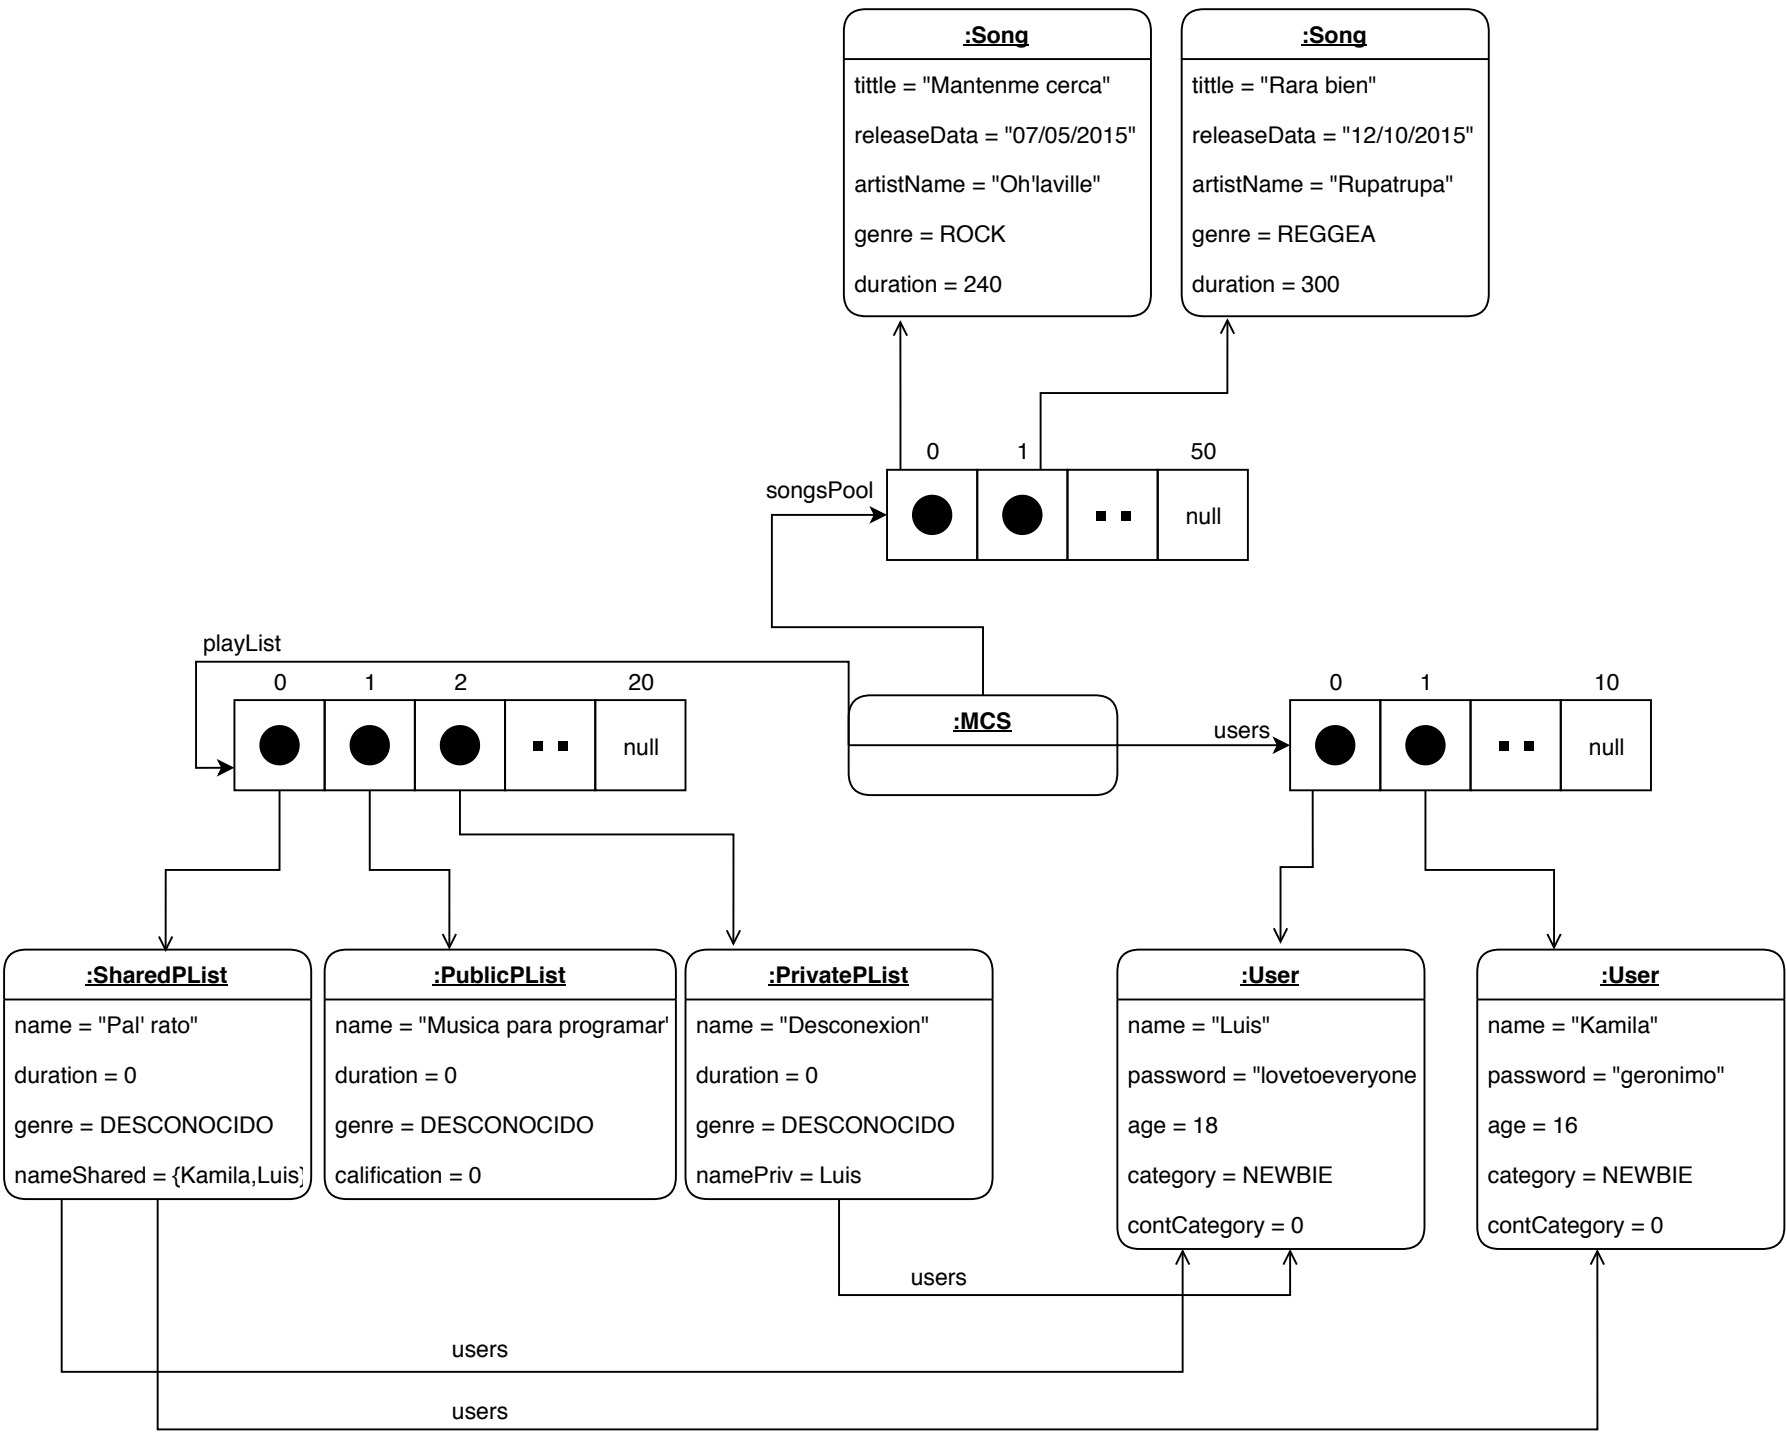 :Song
tittle = "Mantenme cerca"
releaseData = "07/05/2015"
artistName = "Oh'laville"
genre = ROCK
duration = 240
:Song
tittle = "Rara bien"
releaseData = "12/10/2015"
artistName = "Rupatrupa"
genre = REGGEA
duration = 300
0 1 50
songsPool
null
playList
0 1 2 20
null
:MCS
users
0 1 10
null
:SharedPList
name = "Pal' rato"
duration = 0
genre = DESCONOCIDO
nameShared = {Kamila,Luis}
:PublicPList
name = "Musica para programar'
duration = 0
genre = DESCONOCIDO
calification = 0
:PrivatePList
name = "Desconexion"
duration = 0
genre = DESCONOCIDO
namePriv = Luis
:User
name = "Luis"
password = "lovetoeveryone
age = 18
category = NEWBIE
contCategory = 0
:User
name = "Kamila"
password = "geronimo"
age = 16
category = NEWBIE
contCategory = 0
users
users
users